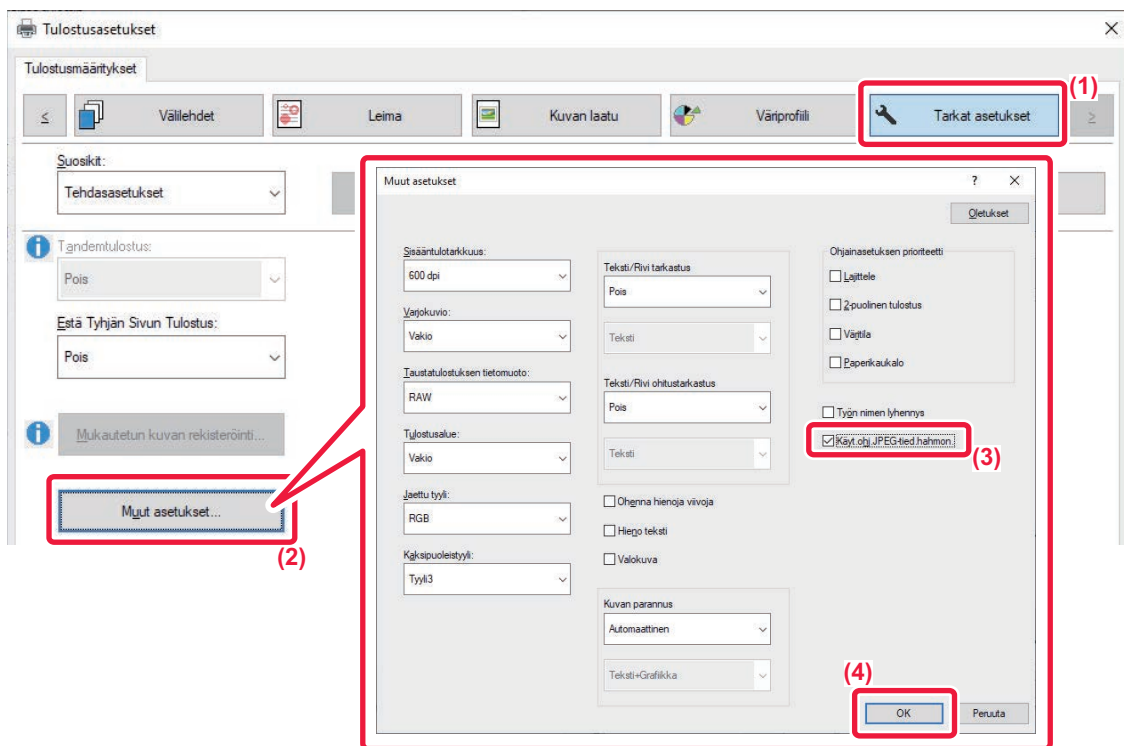 Tulostusasetukset
Tulostusmääritykset
(1)
<
Välilehdet
Leima
Kuvan laatu
Väriprofiili
Tarkat asetukset
>
Suosikit:
Tehdasasetukset
Tandemtulostus:
Pois
Estä Tyhjän Sivun Tulostus:
Pois
Mukautetun kuvan rekisteröinti...
Muut asetukset...
(2)
Muut asetukset
?
Oletukset
Sisääntulotarkkuus:
600 dpi
Varjokuvio:
Vakio
Taustatulostuksen tietomuoto:
RAW
Tulostusalue:
Vakio
Jaettu tyyli:
RGB
Kaksipuoleistyyli:
Tyyli3
Teksti/Rivi tarkastus
Pois
Teksti
Teksti/Rivi ohitustarkastus
Pois
Teksti
Ohenna hienoja viivoja
Hieno teksti
Valokuva
Kuvan parannus
Automaattinen
Teksti+Grafiikka
Ohjainasetuksen prioriteetti
Lajittele
2-puolinen tulostus
Väritila
Paperikaukalo
Työn nimen lyhennys
Käyt.ohj.JPEG-tied.hahmon.
(3)
(4)
OK
Peruuta